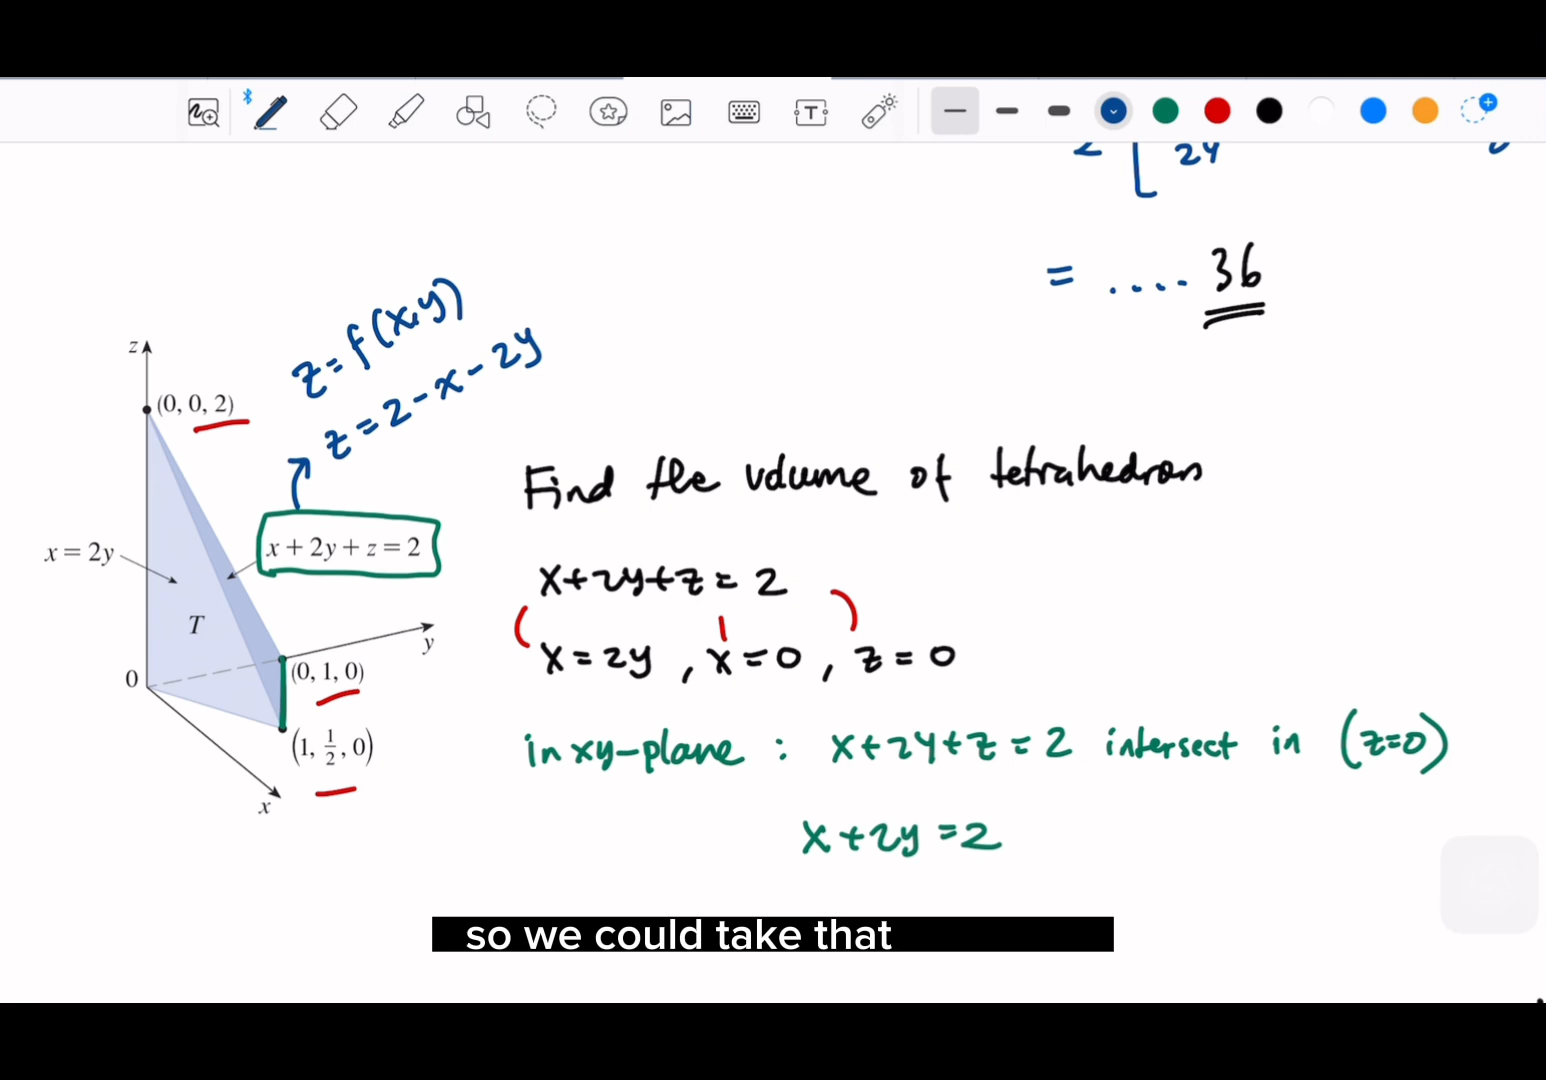 2 [ 24
= .... 36
z = f(x,y)
z = 2 - x - 2y
z
(0, 0, 2)
Find the volume of tetrahedron
x + 2y + z = 2
x = 2y
x+2y+z = 2
T
y
x = 2y , x = 0 , z = 0
0
(0, 1, 0)
(1, 1/2, 0)
in xy-plane : x+2y+z = 2 intersect in (z=0)
x
x + 2y = 2
so we could take that